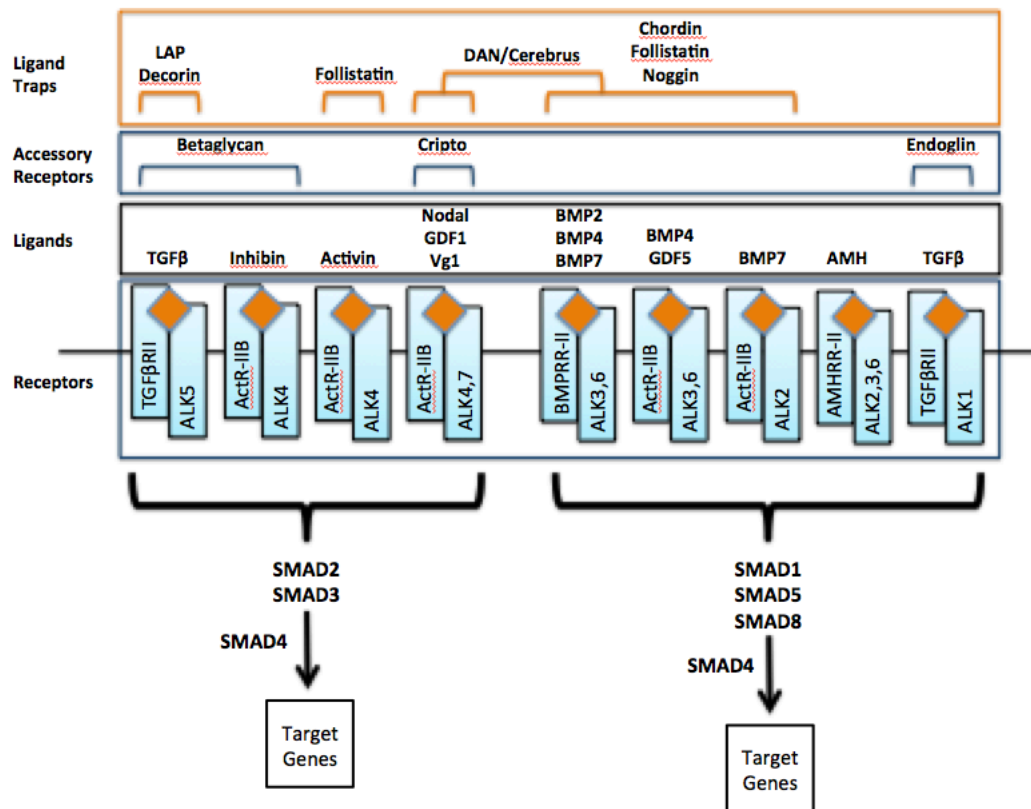 Ligand
Traps
LAP
Decorin
Follistatin
DAN/Cerebrus
Chordin
Follistatin
Noggin
Accessory
Receptors
Betaglycan
Cripto
Endoglin
Ligands
TGFβ
Inhibin
Activin
Nodal
GDF1
Vg1
BMP2
BMP4
BMP7
BMP4
GDF5
BMP7
AMH
TGFβ
Receptors
TGFβRII
ALK5
ActR-IIB
ALK4
ActR-IIB
ALK4
ActR-IIB
ALK4,7
BMPRR-II
ALK3,6
ActR-IIB
ALK3,6
ActR-IIB
ALK2
AMHRR-II
ALK2,3,6
TGFβRII
ALK1
SMAD2
SMAD3
SMAD4
Target
Genes
SMAD1
SMAD5
SMAD8
SMAD4
Target
Genes